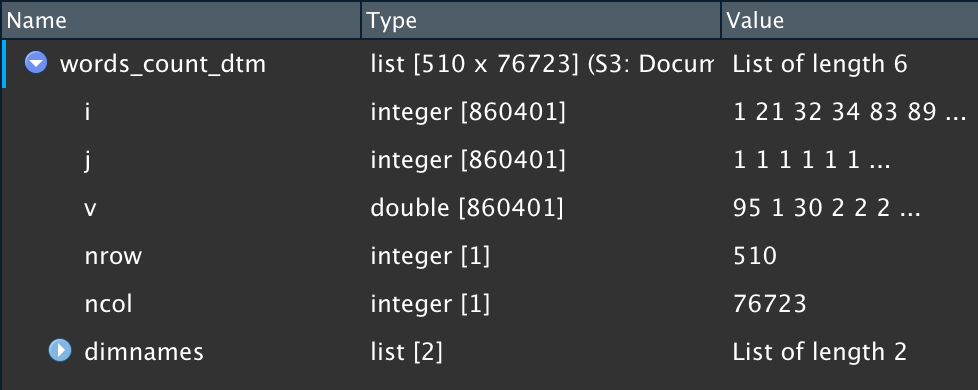 Name Type Value
words_count_dtm list [510 x 76723] (S3: Docum List of length 6
i integer [860401] 1 21 32 34 83 89 ...
j integer [860401] 1 1 1 1 1 1 ...
v double [860401] 95 1 30 2 2 2 ...
nrow integer [1] 510
ncol integer [1] 76723
dimnames list [2] List of length 2